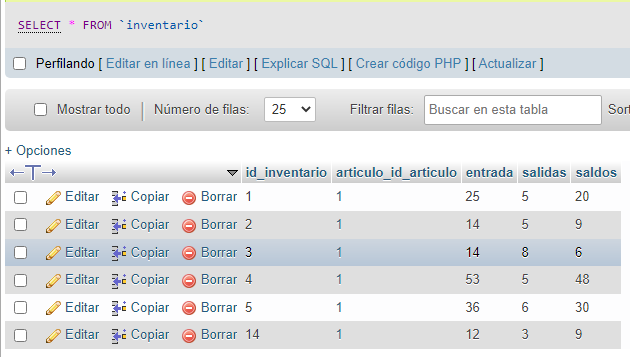 SELECT * FROM `inventario`
Perfilando [ Editar en línea ] [ Editar ] [ Explicar SQL ] [ Crear código PHP ] [ Actualizar ]
Mostrar todo | Número de filas: 25 Filtrar filas: Buscar en esta tabla Sort
+ Opciones
←T→ id_inventario articulo_id_articulo entrada salidas saldos
Editar Copiar Borrar 1 1 25 5 20
Editar Copiar Borrar 2 1 14 5 9
Editar Copiar Borrar 3 1 14 8 6
Editar Copiar Borrar 4 1 53 5 48
Editar Copiar Borrar 5 1 36 6 30
Editar Copiar Borrar 14 1 12 3 9